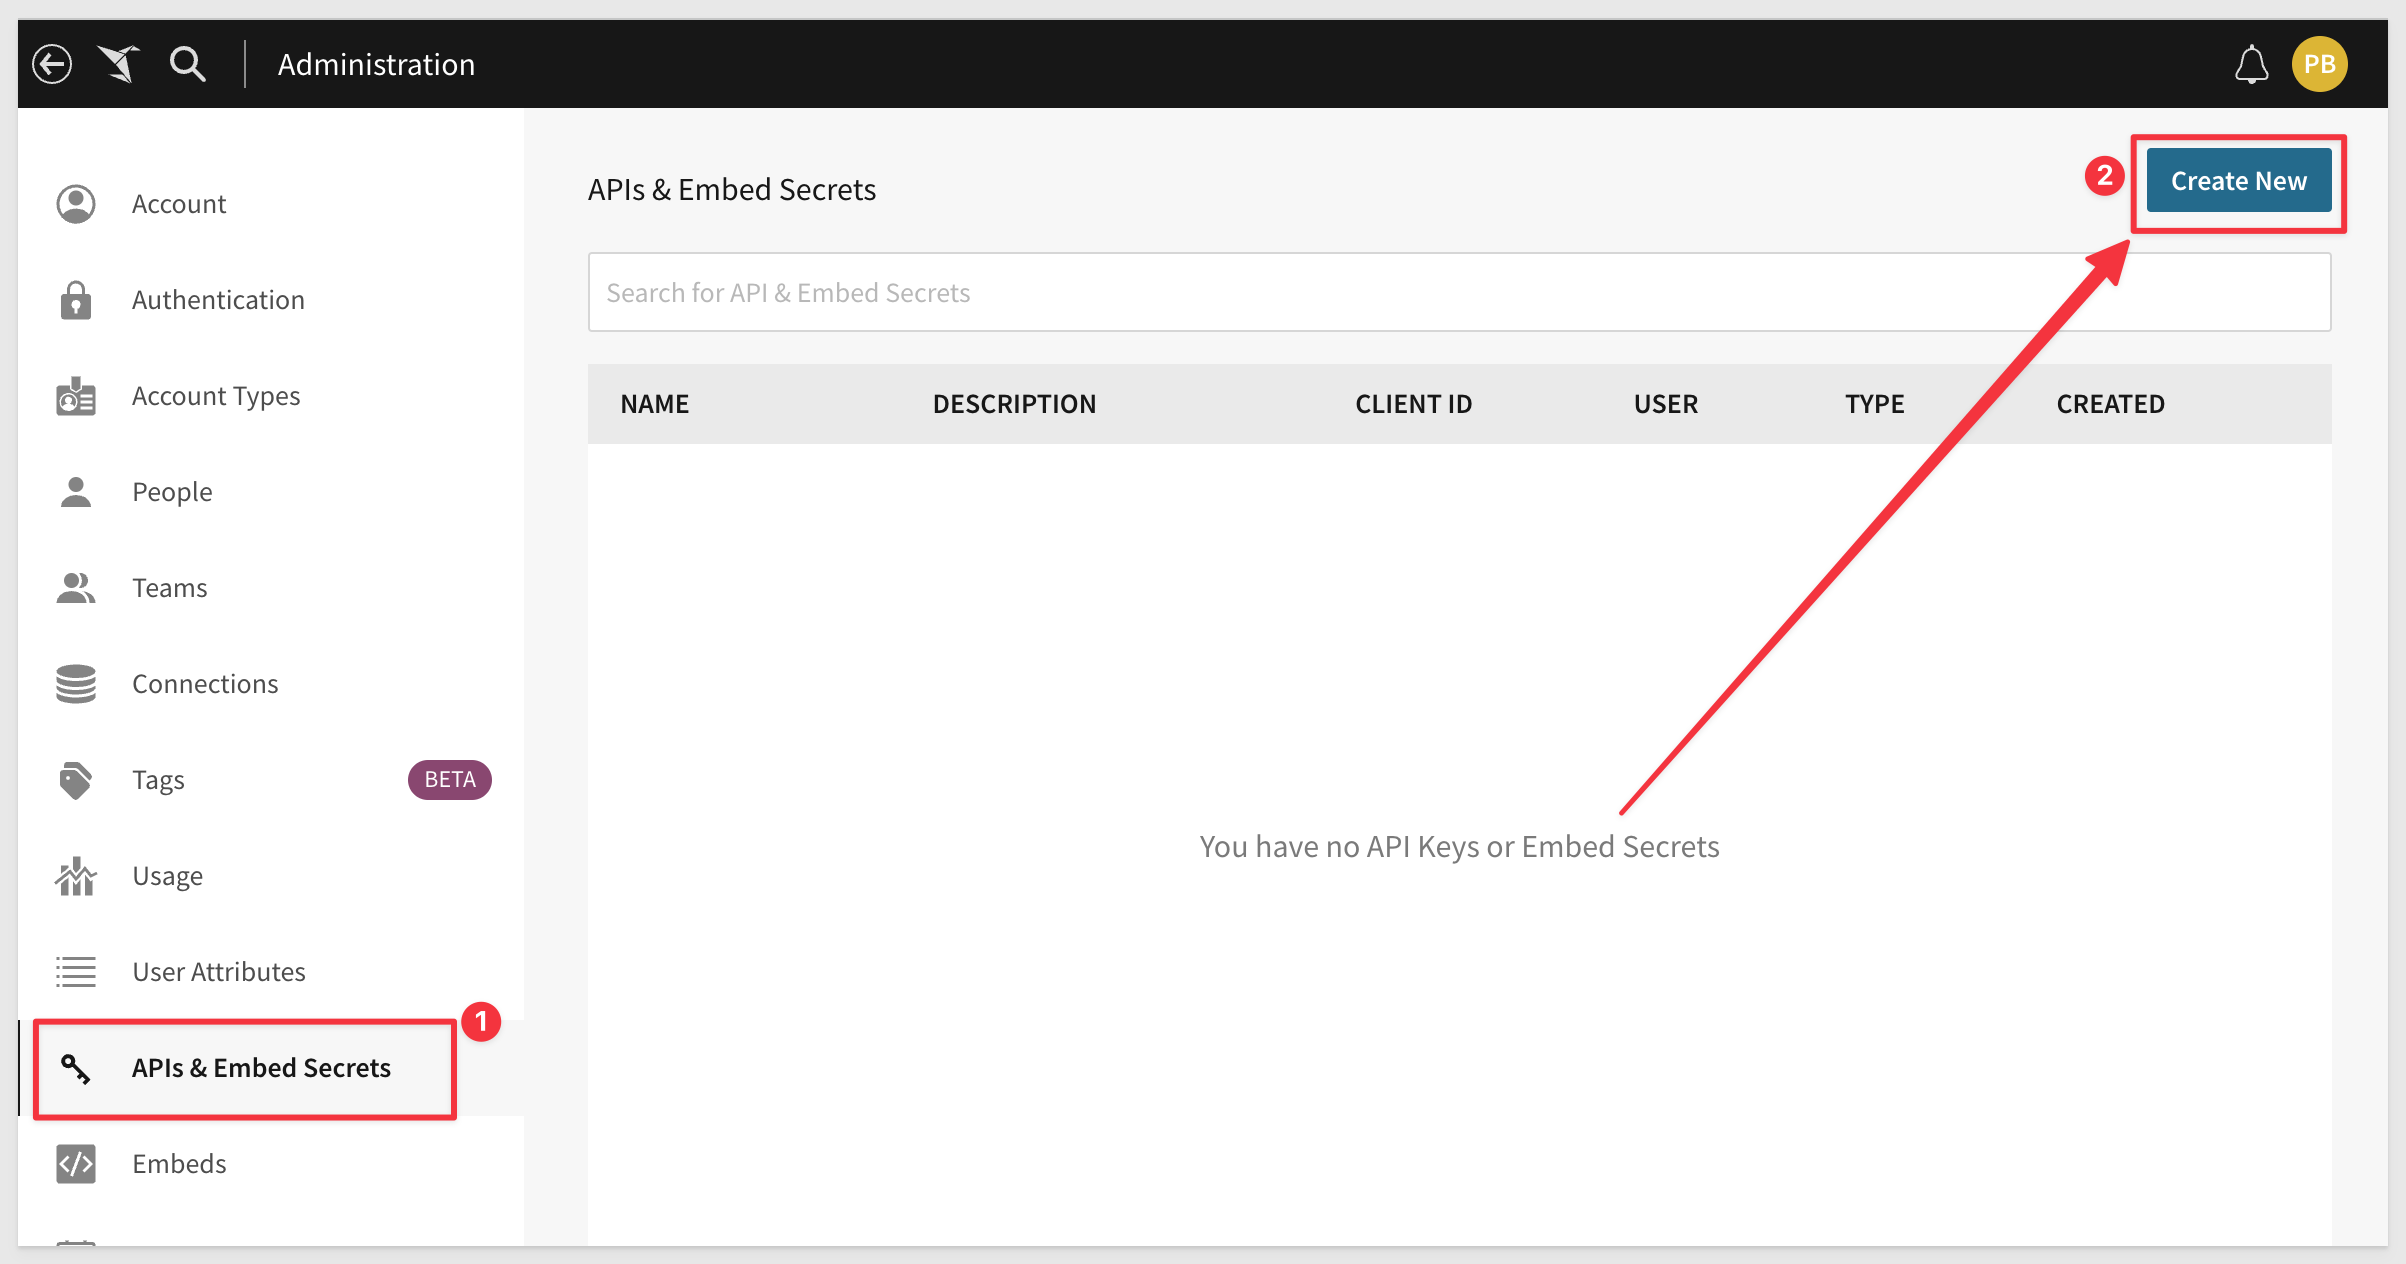 Administration
PB
Account
Authentication
Account Types
People
Teams
Connections
Tags BETA
Usage
User Attributes
1
APIs & Embed Secrets
Embeds
APIs & Embed Secrets
2
Create New
Search for API & Embed Secrets
NAME DESCRIPTION CLIENT ID USER TYPE CREATED
You have no API Keys or Embed Secrets